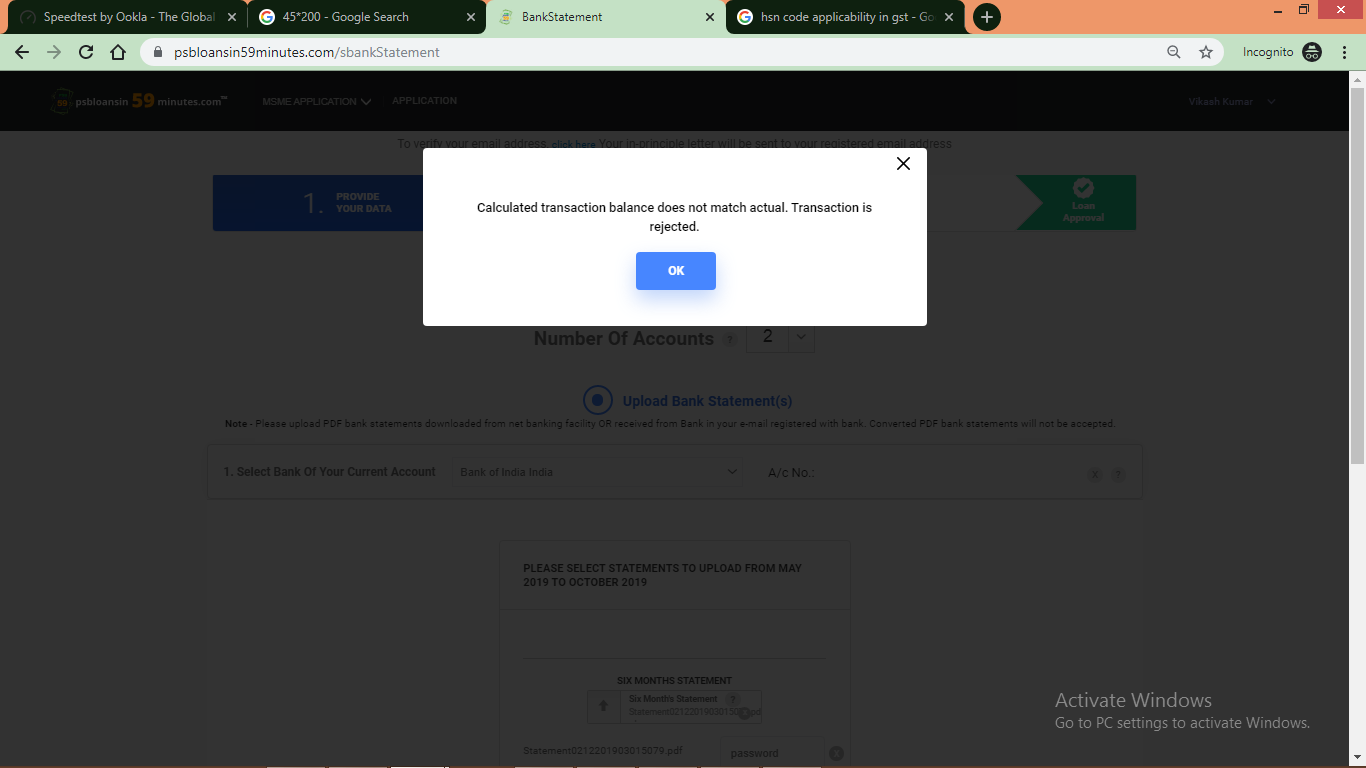 Speedtest by Ookla - The Global
45*200 - Google Search
BankStatement
hsn code applicability in gst - Go
psbloansin59minutes.com/sbankStatement
Incognito
59 psbloansin 59 minutes.com™
MSME APPLICATION
APPLICATION
Vikash Kumar
To verify your email address, click here Your in-principle letter will be sent to your registered email address
1. PROVIDE
YOUR DATA
Loan
Approval
Calculated transaction balance does not match actual. Transaction is
rejected.
OK
Number Of Accounts ? 2
Upload Bank Statement(s)
Note - Please upload PDF bank statements downloaded from net banking facility OR received from Bank in your e-mail registered with bank. Converted PDF bank statements will not be accepted.
1. Select Bank Of Your Current Account
Bank of India India
A/c No.:
X ?
PLEASE SELECT STATEMENTS TO UPLOAD FROM MAY
2019 TO OCTOBER 2019
SIX MONTHS STATEMENT
Six Month's Statement ?
Statement0212201903015079.pdf
password
Activate Windows
Go to PC settings to activate Windows.